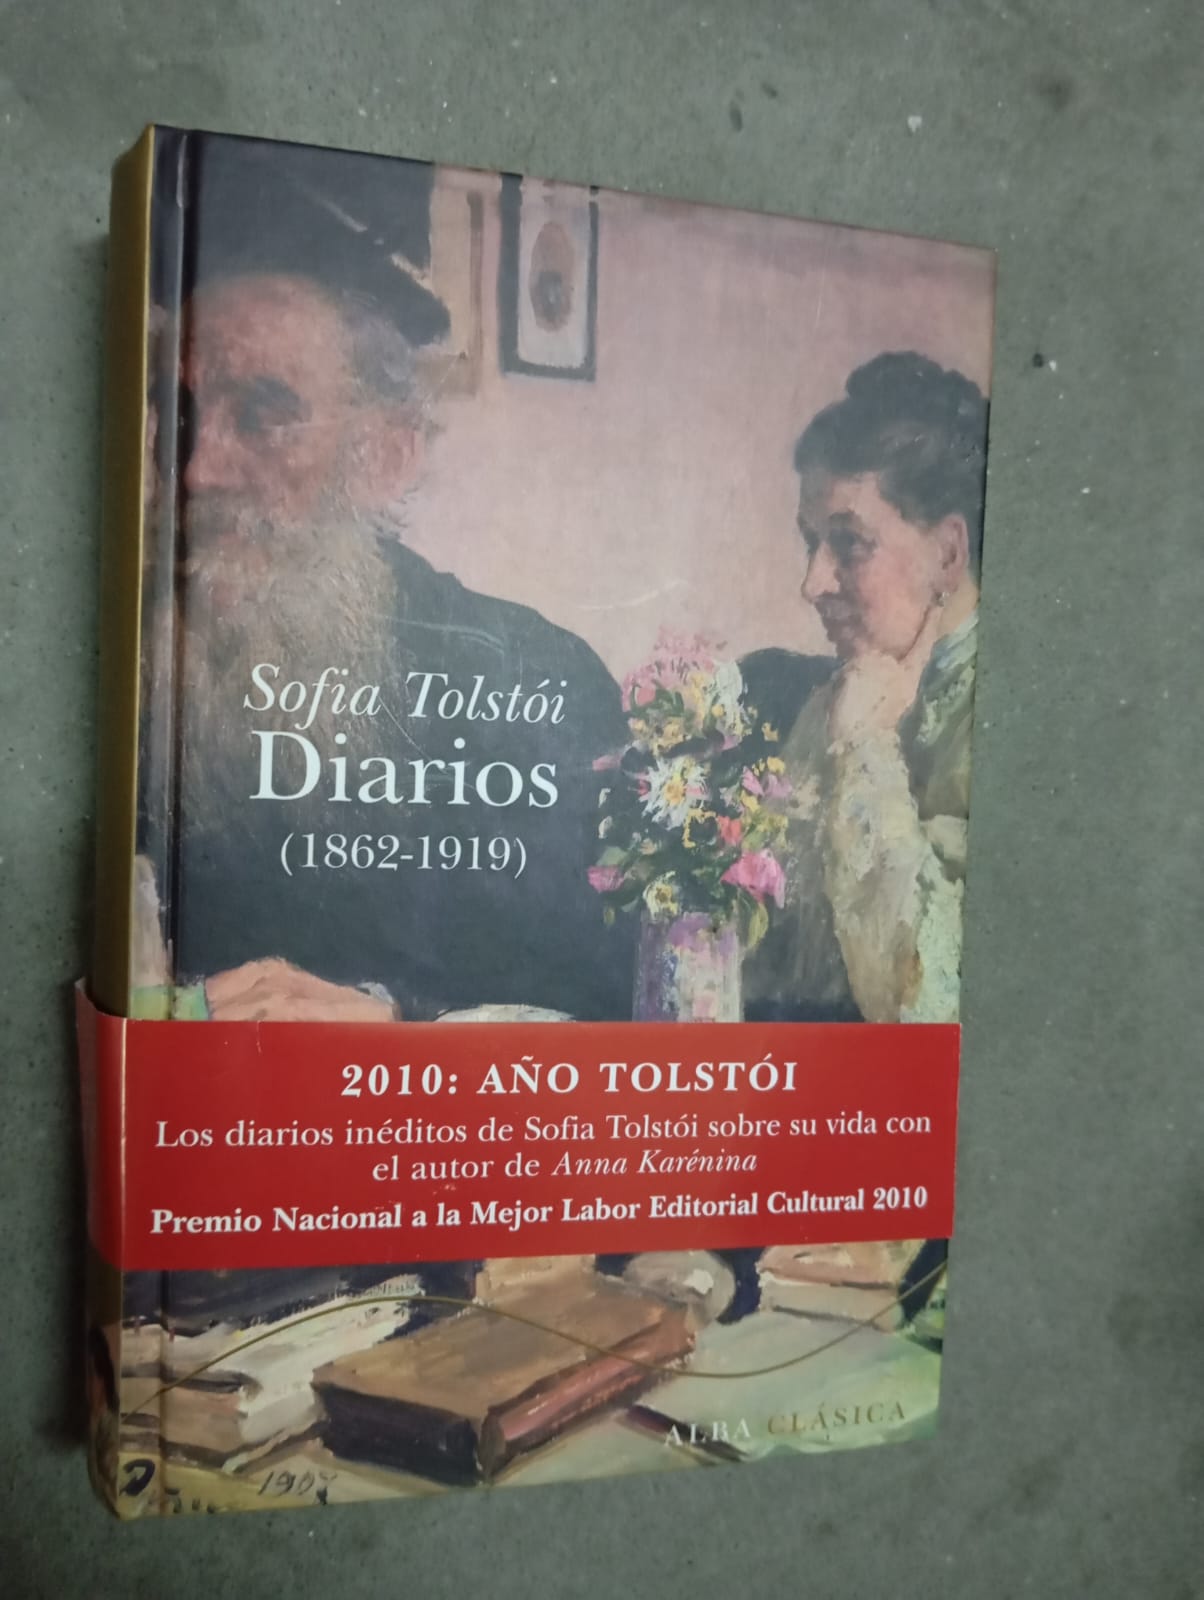 Sofia Tolstói
Diarios
(1862-1919)
2010: AÑO TOLSTÓI
Los diarios inéditos de Sofia Tolstói sobre su vida con
el autor de Anna Karénina
Premio Nacional a la Mejor Labor Editorial Cultural 2010
ALBA CLÁSICA